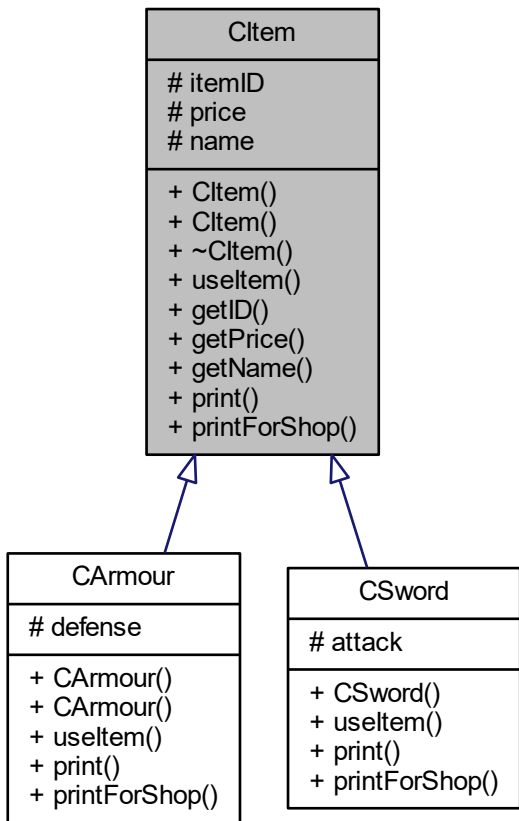 CItem
# itemID
# price
# name
+ CItem()
+ CItem()
+ ~CItem()
+ useItem()
+ getID()
+ getPrice()
+ getName()
+ print()
+ printForShop()
CArmour
# defense
+ CArmour()
+ CArmour()
+ useItem()
+ print()
+ printForShop()
CSword
# attack
+ CSword()
+ useItem()
+ print()
+ printForShop()